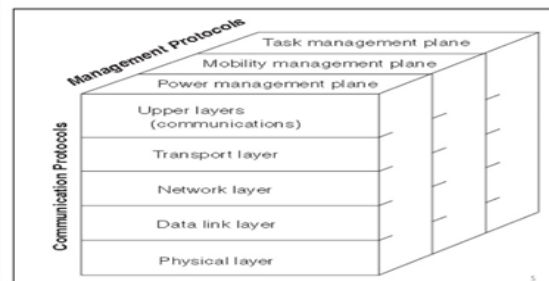 Management Protocols
Task management plane
Mobility management plane
Power management plane
Communication Protocols
Upper layers
(communications)
Transport layer
Network layer
Data link layer
Physical layer
5